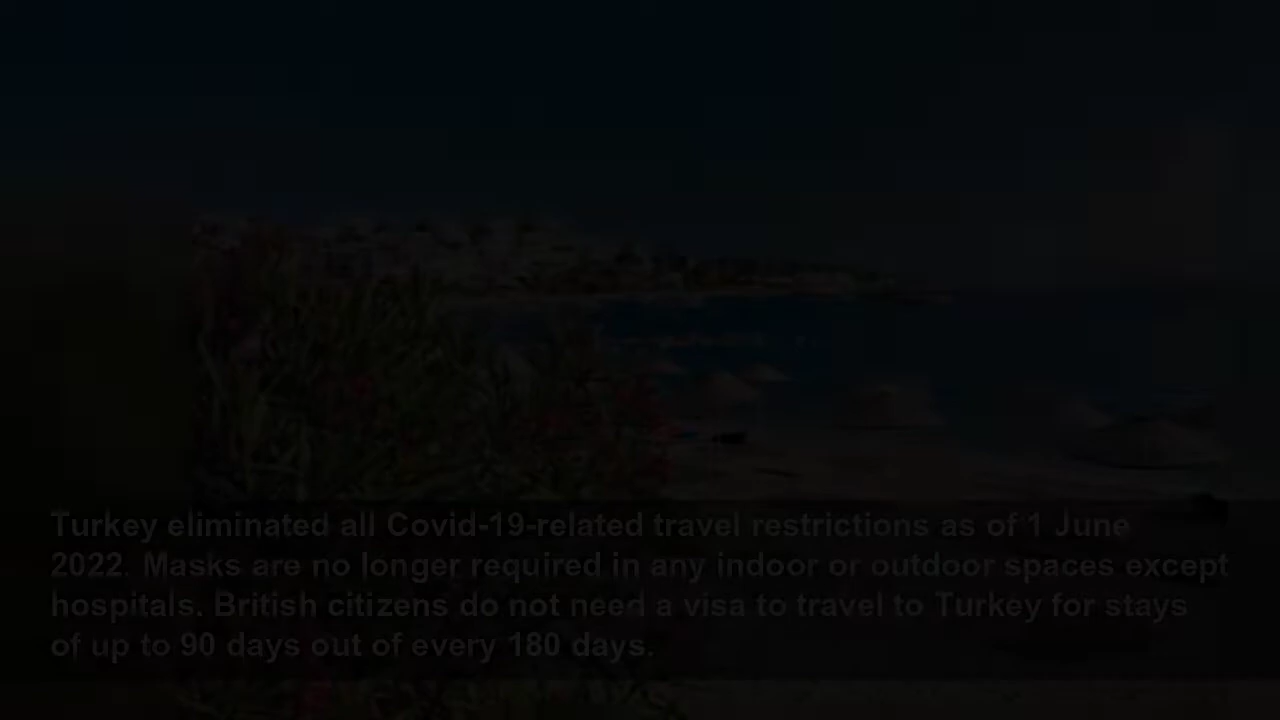 Turkey eliminated all Covid-19-related travel restrictions as of 1 June
2022. Masks are no longer required in any indoor or outdoor spaces except
hospitals. British citizens do not need a visa to travel to Turkey for stays
of up to 90 days out of every 180 days.